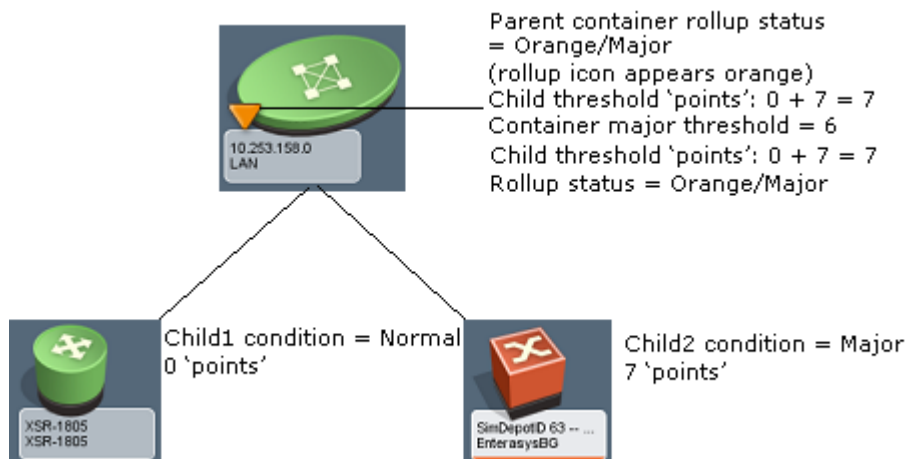 Parent container rollup status
= Orange/Major
(rollup icon appears orange)
Child threshold ‘points’: 0 + 7 = 7
Container major threshold = 6
Child threshold ‘points’: 0 + 7 = 7
Rollup status = Orange/Major
10.253.158.0
LAN
Child1 condition = Normal
0 ‘points’
XSR-1805
XSR-1805
Child2 condition = Major
7 ‘points’
SimDepotID 63 -- ...
EnterasysBG